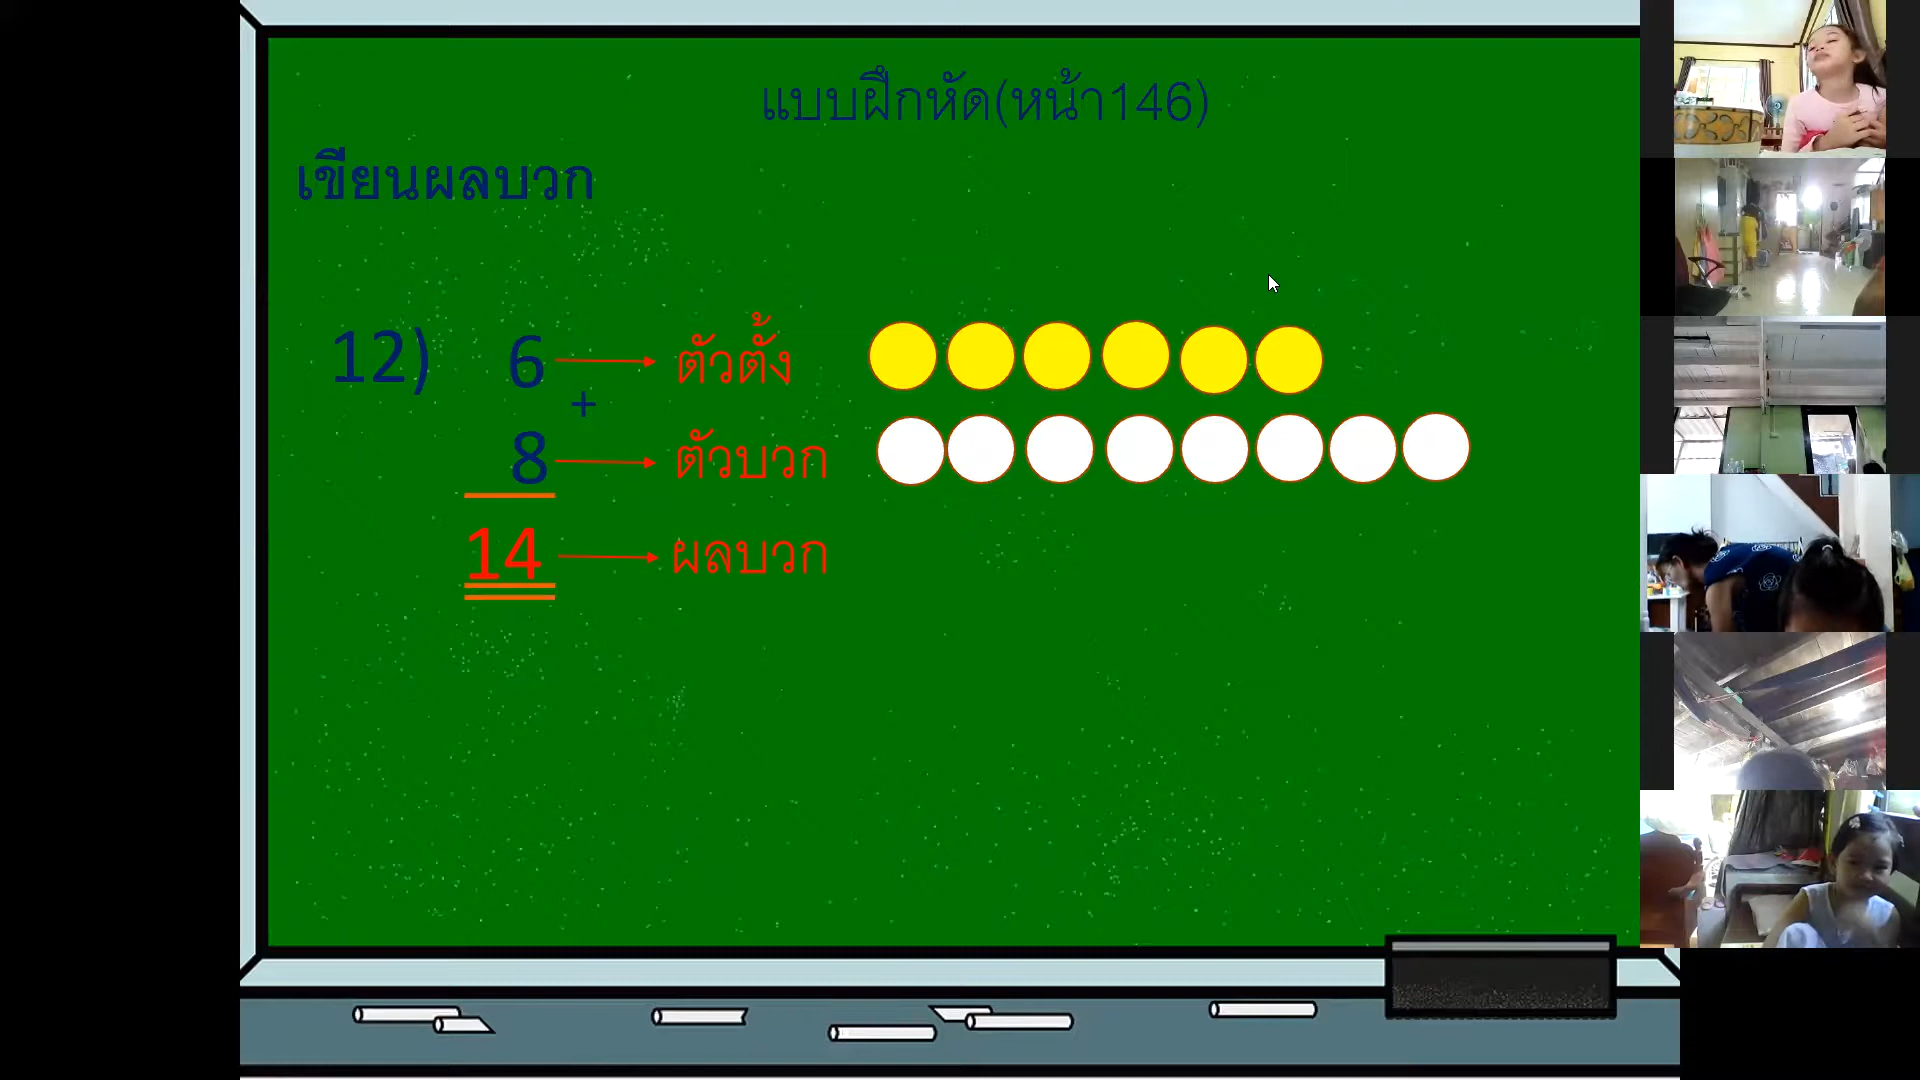 แบบฝึกหัด(หน้า146)
เขียนผลบวก
12) 6 ตัวตั้ง
+
8 ตัวบวก
14 ผลบวก